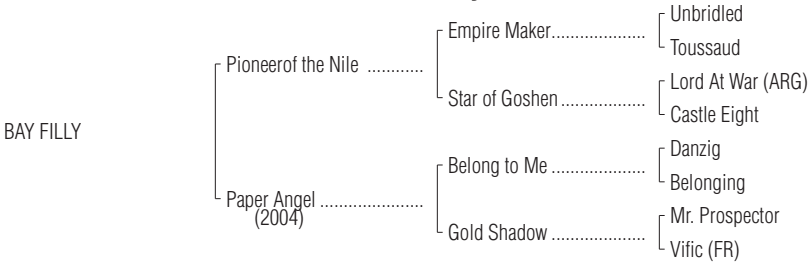 Unbridled
Empire Maker.....................
Toussaud
Pioneerof the Nile ............
Lord At War (ARG)
Star of Goshen...................
Castle Eight
BAY FILLY
Danzig
Belong to Me .....................
Belonging
Paper Angel ......................
(2004)
Mr. Prospector
Gold Shadow .....................
Vific (FR)